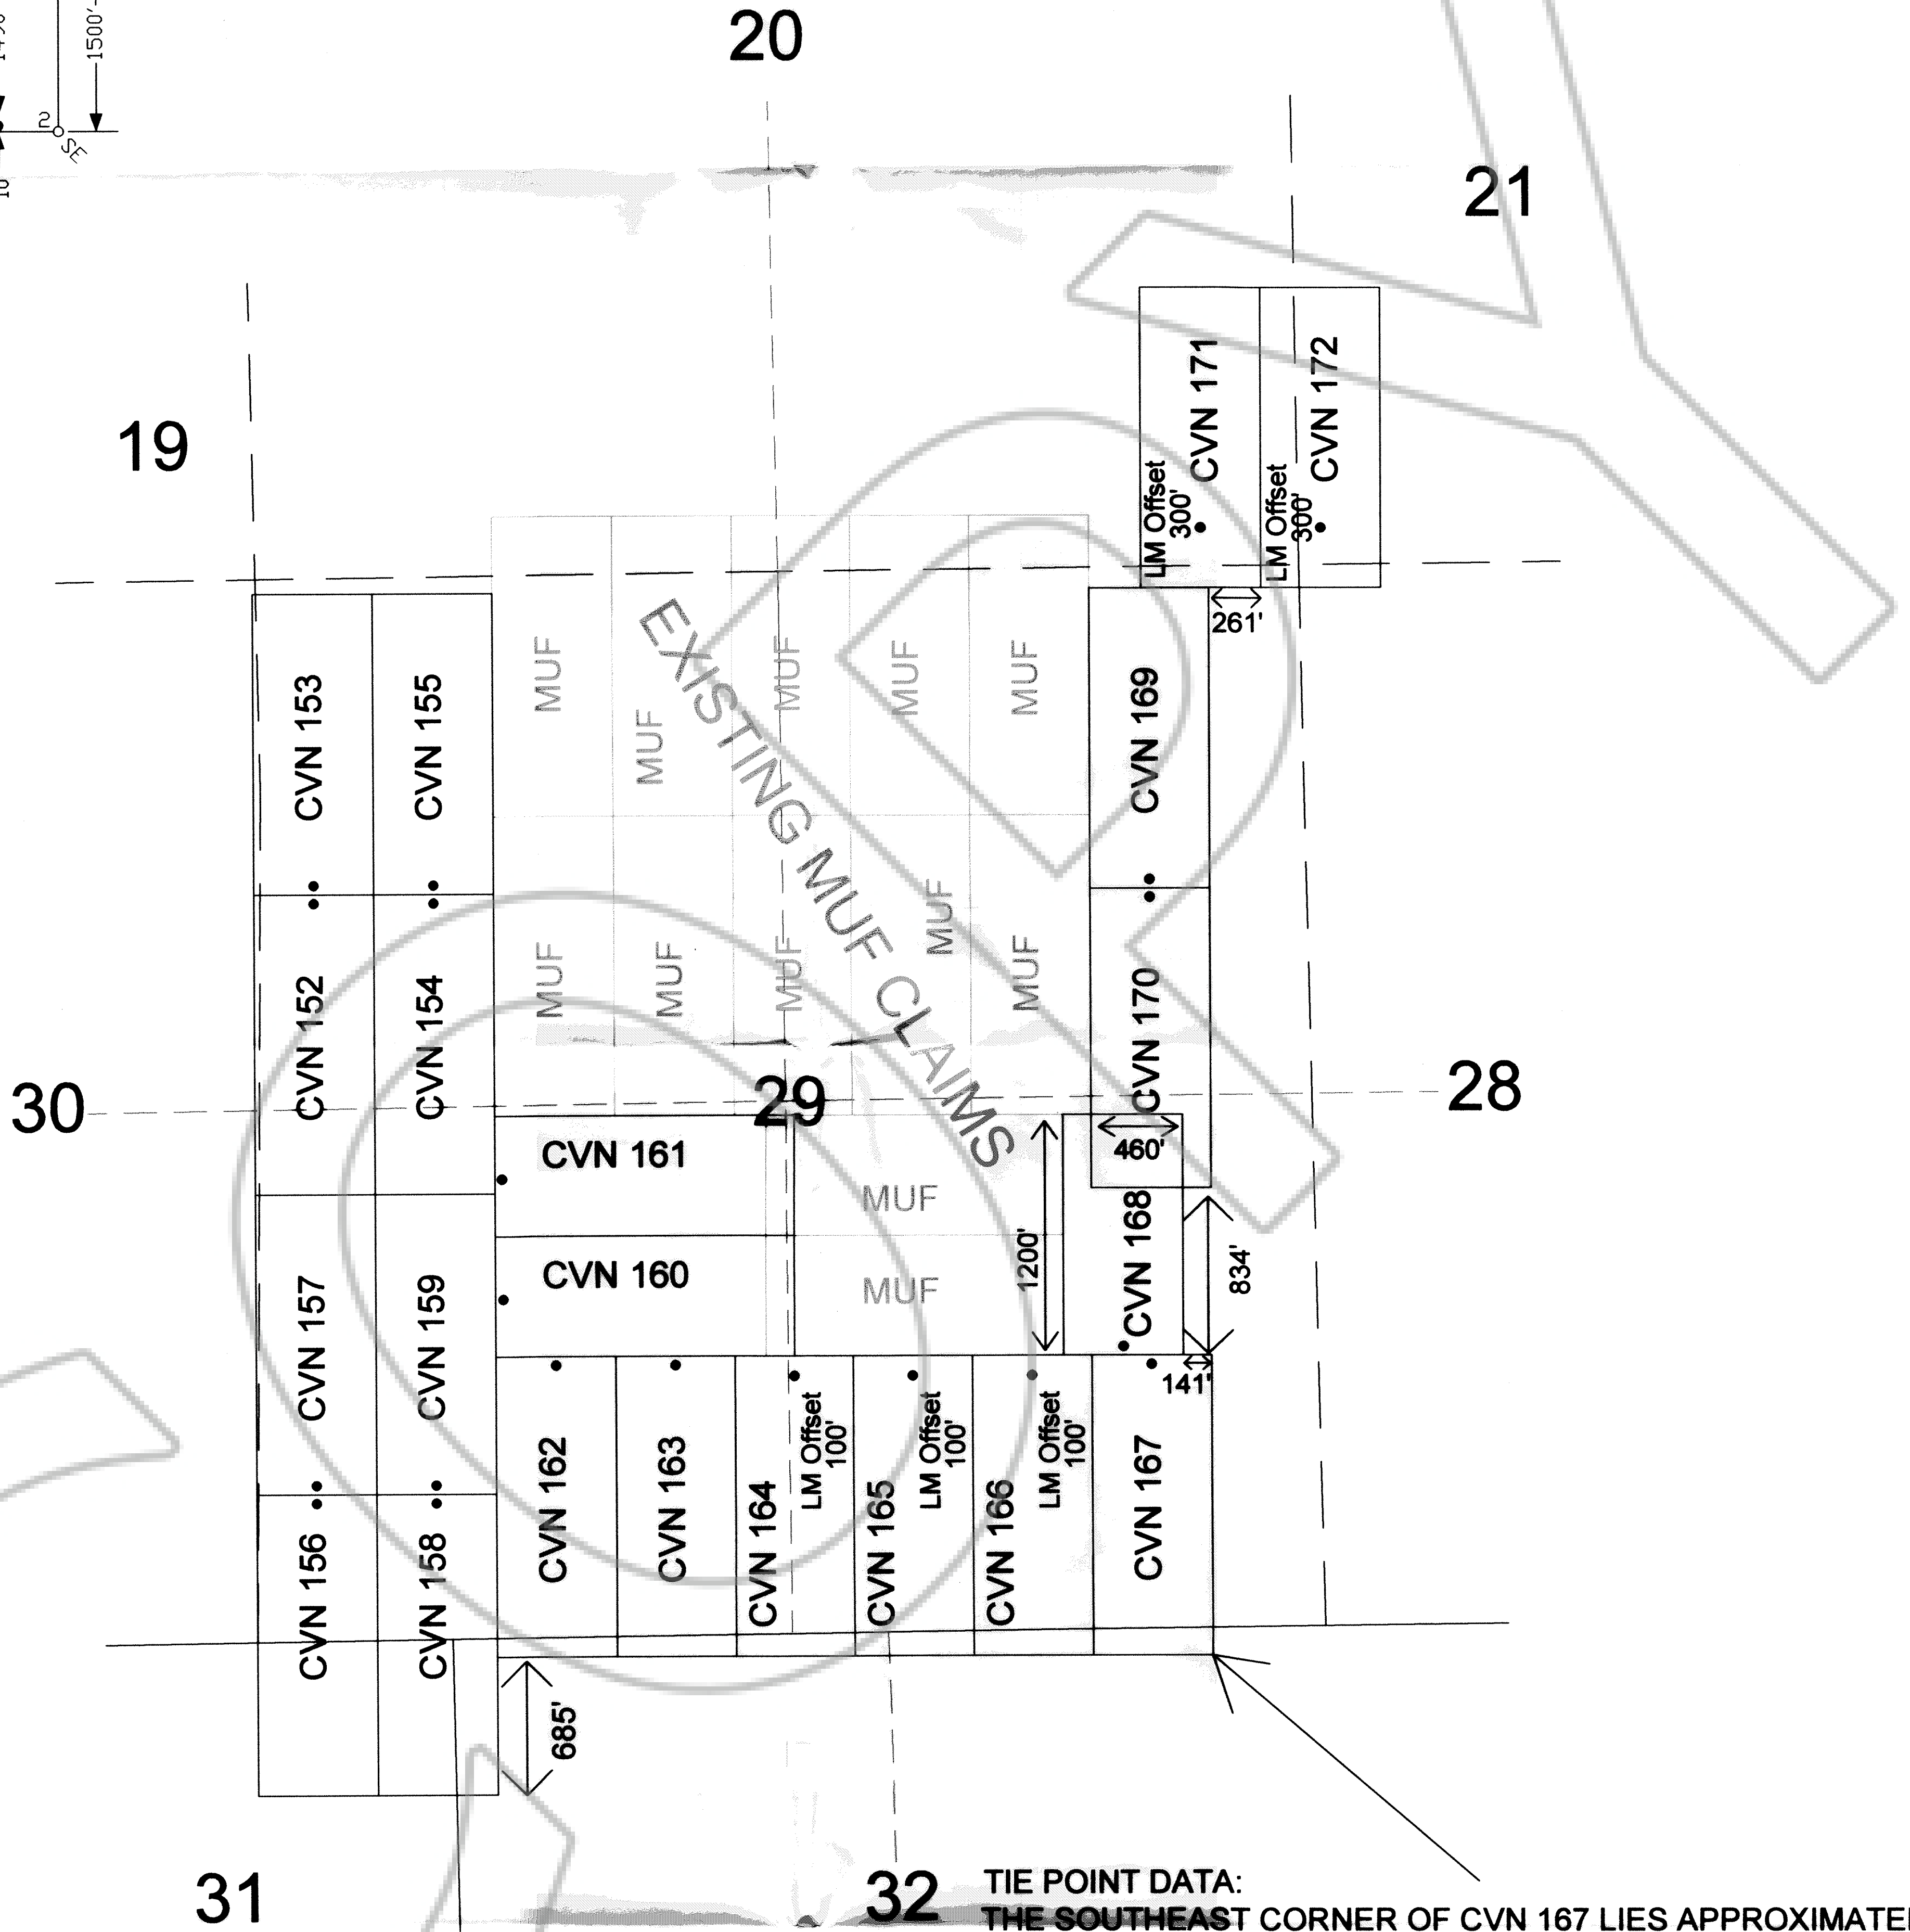 1500'
2
SE
20
21
19
CVN 171
LM Offset
300'
CVN 172
LM Offset
300'
261'
CVN 153
CVN 155
MUF
MUF
MUF
MUF
MUF
EXISTING MUF CLAIMS
CVN 169
CVN 152
CVN 154
MUF
MUF
MUF
MUF
MUF
CVN 170
30
29
28
CVN 161
460'
MUF
CVN 168
1200'
834'
CVN 160
MUF
CVN 157
CVN 159
141'
CVN 162
CVN 163
CVN 164
LM Offset
100'
CVN 165
LM Offset
100'
CVN 166
LM Offset
100'
CVN 167
CVN 156
CVN 158
685'
31
32
TIE POINT DATA:
THE SOUTHEAST CORNER OF CVN 167 LIES